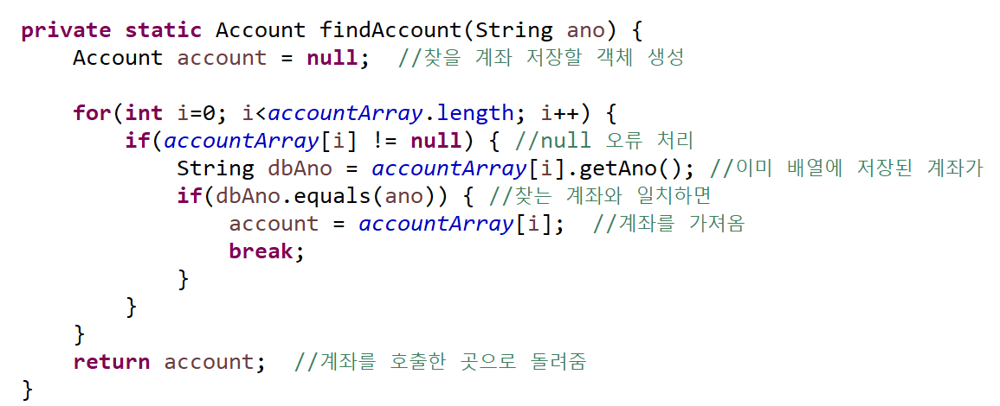 private static Account findAccount(String ano) {
    Account account = null;  //찾을 계좌 저장할 객체 생성

    for(int i=0; i<accountArray.length; i++) {
        if(accountArray[i] != null) { //null 오류 처리
            String dbAno = accountArray[i].getAno(); //이미 배열에 저장된 계좌가
            if(dbAno.equals(ano)) { //찾는 계좌와 일치하면
                account = accountArray[i];  //계좌를 가져옴
                break;
            }
        }
    }
    return account;  //계좌를 호출한 곳으로 돌려줌
}